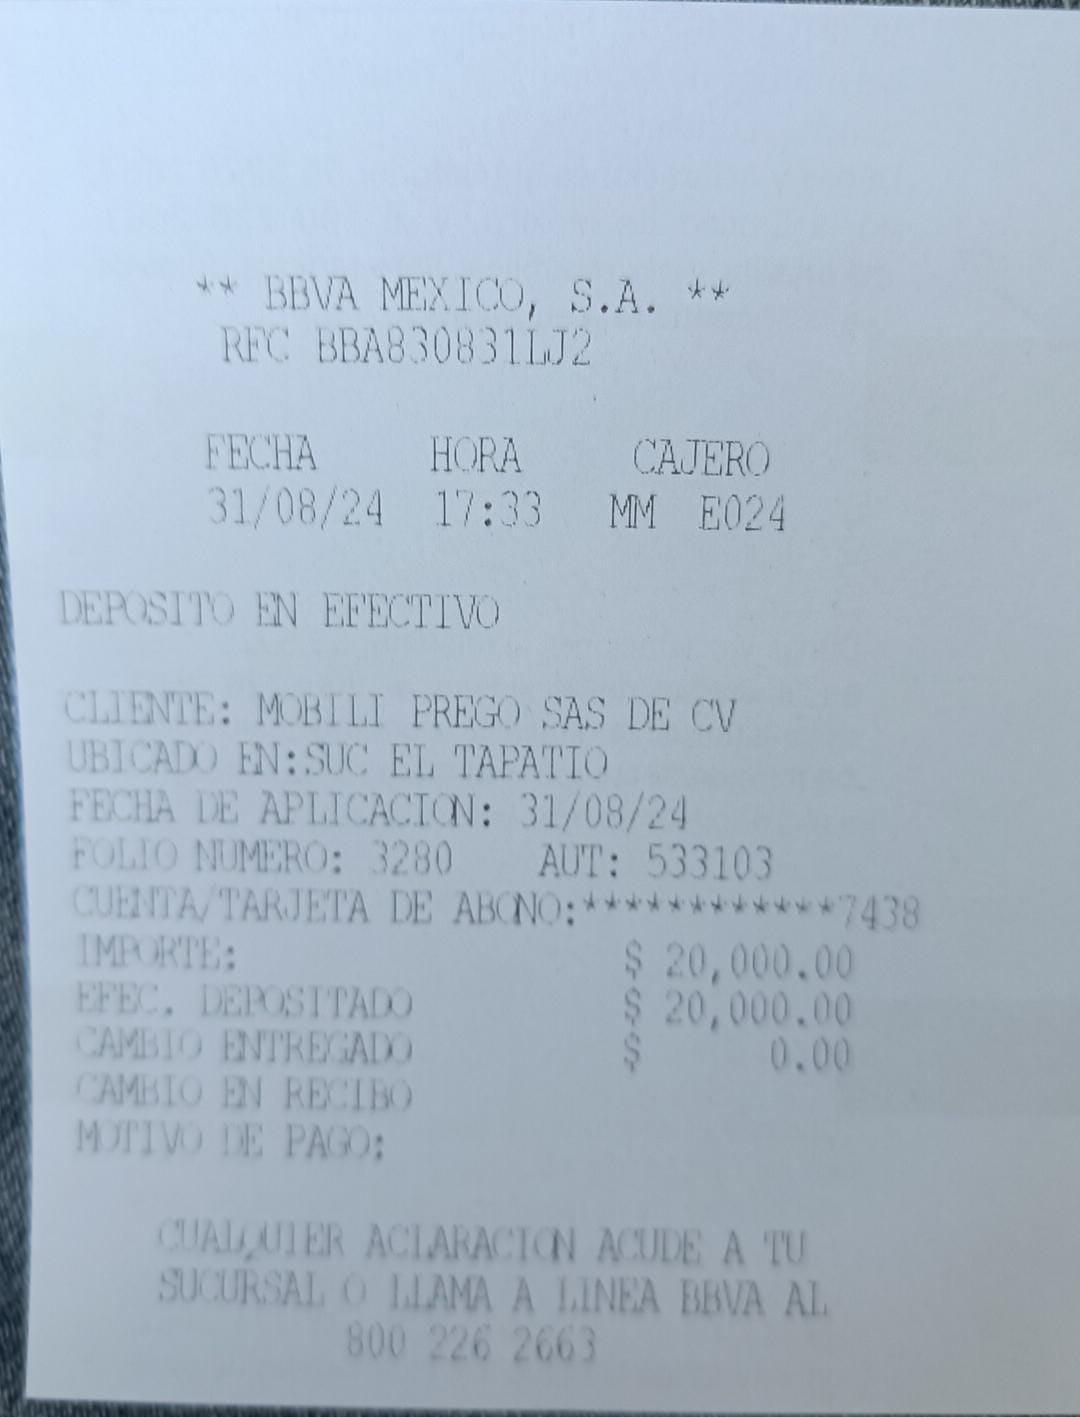 ** BBVA MEXICO, S.A. **
RFC BBA830831LJ2
FECHA HORA CAJERO
31/08/24 17:33 MM E024
DEPOSITO EN EFECTIVO
CLIENTE: MOBILI PREGO SAS DE CV
UBICADO EN:SUC EL TAPATIO
FECHA DE APLICACION: 31/08/24
FOLIO NUMERO: 3280 AUT: 533103
CUENTA/TARJETA DE ABONO:************7438
IMPORTE: $ 20,000.00
EFEC. DEPOSITADO $ 20,000.00
CAMBIO ENTREGADO $ 0.00
CAMBIO EN RECIBO
MOTIVO DE PAGO:
CUALQUIER ACLARACION ACUDE A TU
SUCURSAL O LLAMA A LINEA BBVA AL
800 226 2663